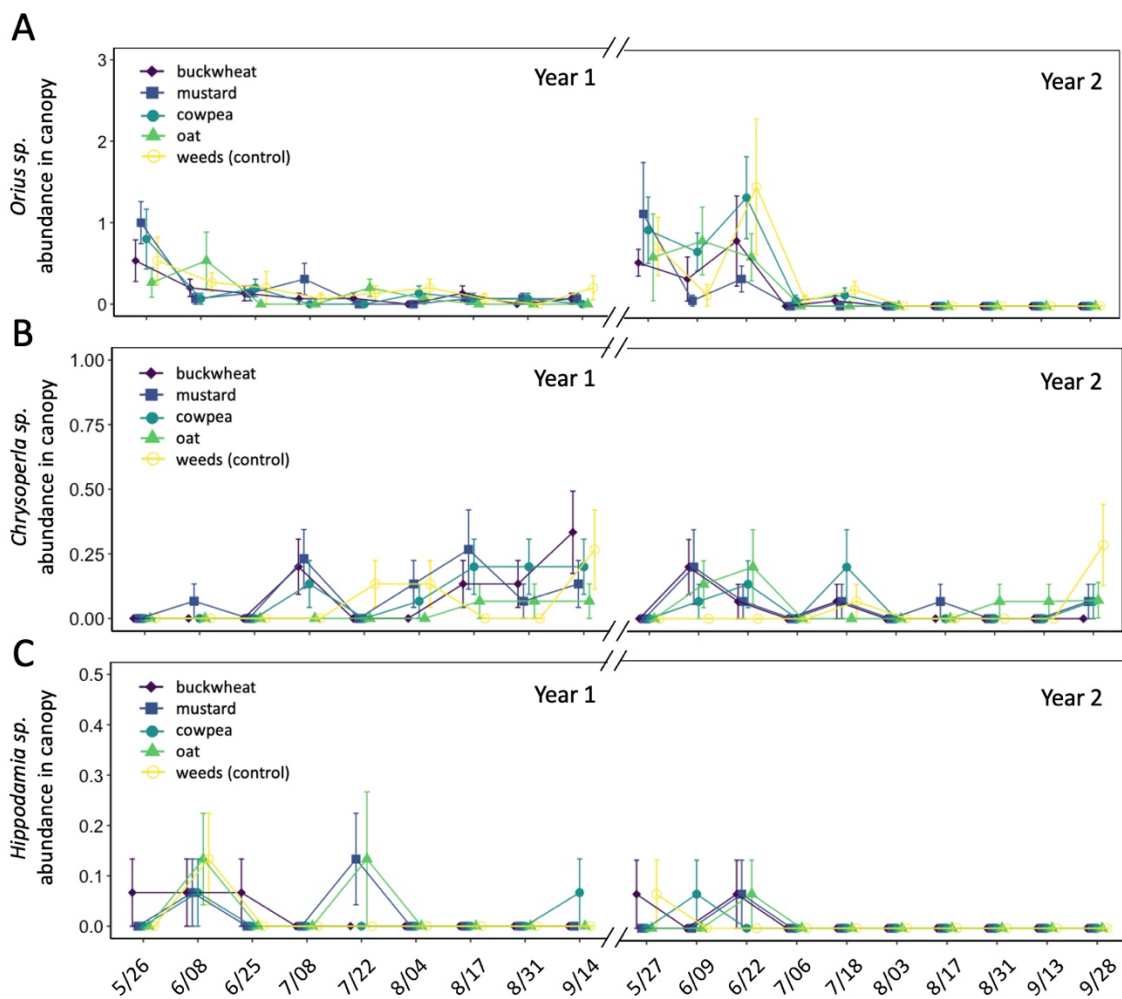 A
Orius sp.
abundance in canopy
3
2
1
0
buckwheat
mustard
cowpea
oat
weeds (control)
Year 1
//
Year 2
//
B
Chrysoperla sp.
abundance in canopy
1.00
0.75
0.50
0.25
0.00
buckwheat
mustard
cowpea
oat
weeds (control)
Year 1
Year 2
//
C
Hippodamia sp.
abundance in canopy
0.5
0.4
0.3
0.2
0.1
0.0
buckwheat
mustard
cowpea
oat
weeds (control)
Year 1
Year 2
//
5/26 6/08 6/25 7/08 7/22 8/04 8/17 8/31 9/14 5/27 6/09 6/22 7/06 7/18 8/03 8/17 8/31 9/13 9/28